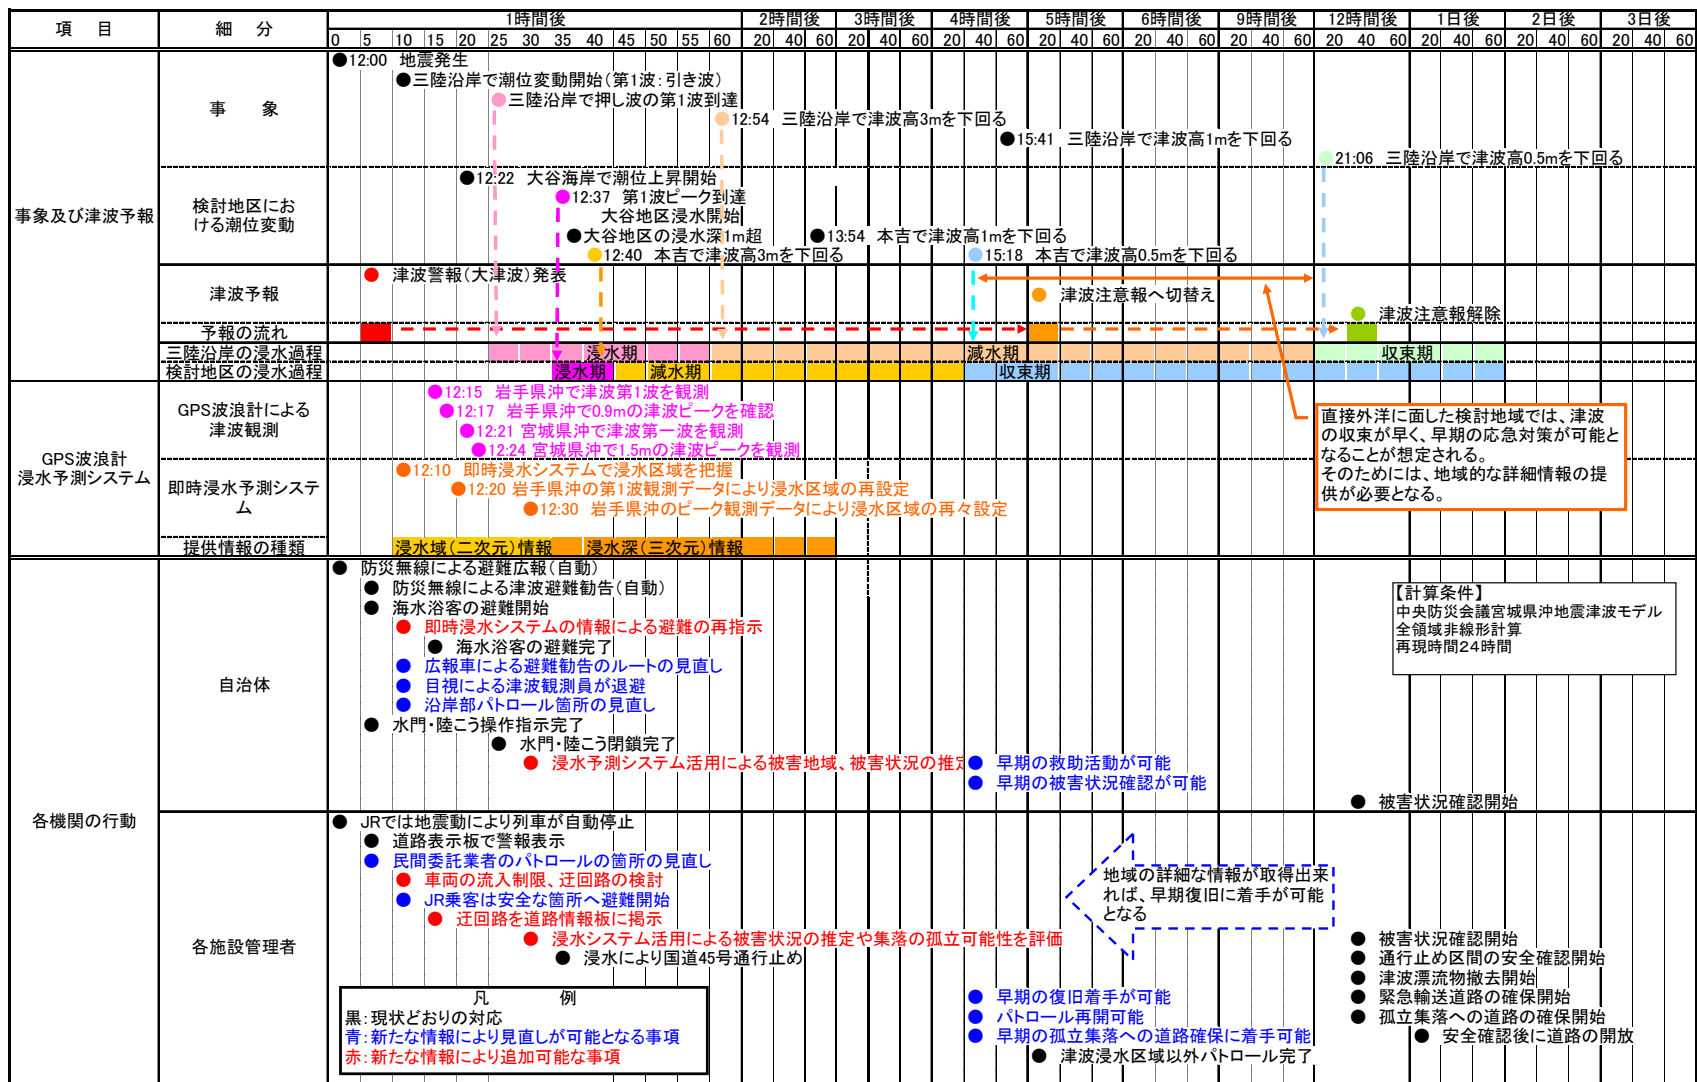 項　目
細　分
1時間後
2時間後
3時間後
4時間後
5時間後
6時間後
9時間後
12時間後
1日後
2日後
3日後
0 5 10 15 20 25 30 35 40 45 50 55 60 20 40 60 20 40 60 20 40 60 20 40 60 20 40 60 20 40 60 20 40 60 20 40 60 20 40 60 20 40 60
事象及び津波予報
事　象
●12:00 地震発生
●三陸沿岸で潮位変動開始（第1波：引き波）
●三陸沿岸で押し波の第1波到達
●12:54 三陸沿岸で津波高3mを下回る
●15:41 三陸沿岸で津波高1mを下回る
●21:06 三陸沿岸で津波高0.5mを下回る
検討地区にお
ける潮位変動
●12:22 大谷海岸で潮位上昇開始
●12:37 第1波ピーク到達
大谷地区浸水開始
●大谷地区の浸水深1m超
●13:54 本吉で津波高1mを下回る
●12:40 本吉で津波高3mを下回る
●15:18 本吉で津波高0.5mを下回る
津波予報
● 津波警報（大津波）発表
● 津波注意報へ切替え
● 津波注意報解除
予報の流れ
三陸沿岸の浸水過程
浸水期
減水期
収束期
検討地区の浸水過程
浸水期
減水期
収束期
GPS波浪計
浸水予測システム
GPS波浪計による
津波観測
●12:15 岩手県沖で津波第1波を観測
●12:17 岩手県沖で0.9mの津波ピークを確認
●12:21 宮城県沖で津波第一波を観測
●12:24 宮城県沖で1.5mの津波ピークを観測
直接外洋に面した検討地域では、津波
の収束が早く、早期の応急対策が可能と
なることが想定される。
そのためには、地域的な詳細情報の提
供が必要となる。
即時浸水予測システ
ム
●12:10 即時浸水システムで浸水区域を把握
●12:20 岩手県沖の第1波観測データにより浸水区域の再設定
●12:30 岩手県沖のピーク観測データにより浸水区域の再々設定
提供情報の種類
浸水域（二次元）情報
浸水深（三次元）情報
各機関の行動
自治体
● 防災無線による避難広報（自動）
● 防災無線による津波避難勧告（自動）
● 海水浴客の避難開始
● 即時浸水システムの情報による避難の再指示
● 海水浴客の避難完了
● 広報車による避難勧告のルートの見直し
● 目視による津波観測員が退避
● 沿岸部パトロール箇所の見直し
● 水門・陸こう操作指示完了
● 水門・陸こう閉鎖完了
● 浸水予測システム活用による被害地域、被害状況の推定
● 早期の救助活動が可能
● 早期の被害状況確認が可能
● 被害状況確認開始
【計算条件】
中央防災会議宮城県沖地震津波モデル
全領域非線形計算
再現時間24時間
各施設管理者
● JRでは地震動により列車が自動停止
● 道路表示板で警報表示
● 民間委託業者のパトロールの箇所の見直し
● 車両の流入制限、迂回路の検討
● JR乗客は安全な箇所へ避難開始
● 迂回路を道路情報板に掲示
● 浸水システム活用による被害状況の推定や集落の孤立可能性を評価
● 浸水により国道45号通行止め
地域の詳細な情報が取得出来
れば、早期復旧に着手が可能
となる
● 被害状況確認開始
● 通行止め区間の安全確認開始
● 津波漂流物撤去開始
● 早期の復旧着手が可能
● 緊急輸送道路の確保開始
● パトロール再開可能
● 孤立集落への道路の確保開始
● 早期の孤立集落への道路確保に着手可能
● 安全確認後に道路の開放
● 津波浸水区域以外パトロール完了
凡　例
黒：現状どおりの対応
青：新たな情報により見直しが可能となる事項
赤：新たな情報により追加可能な事項